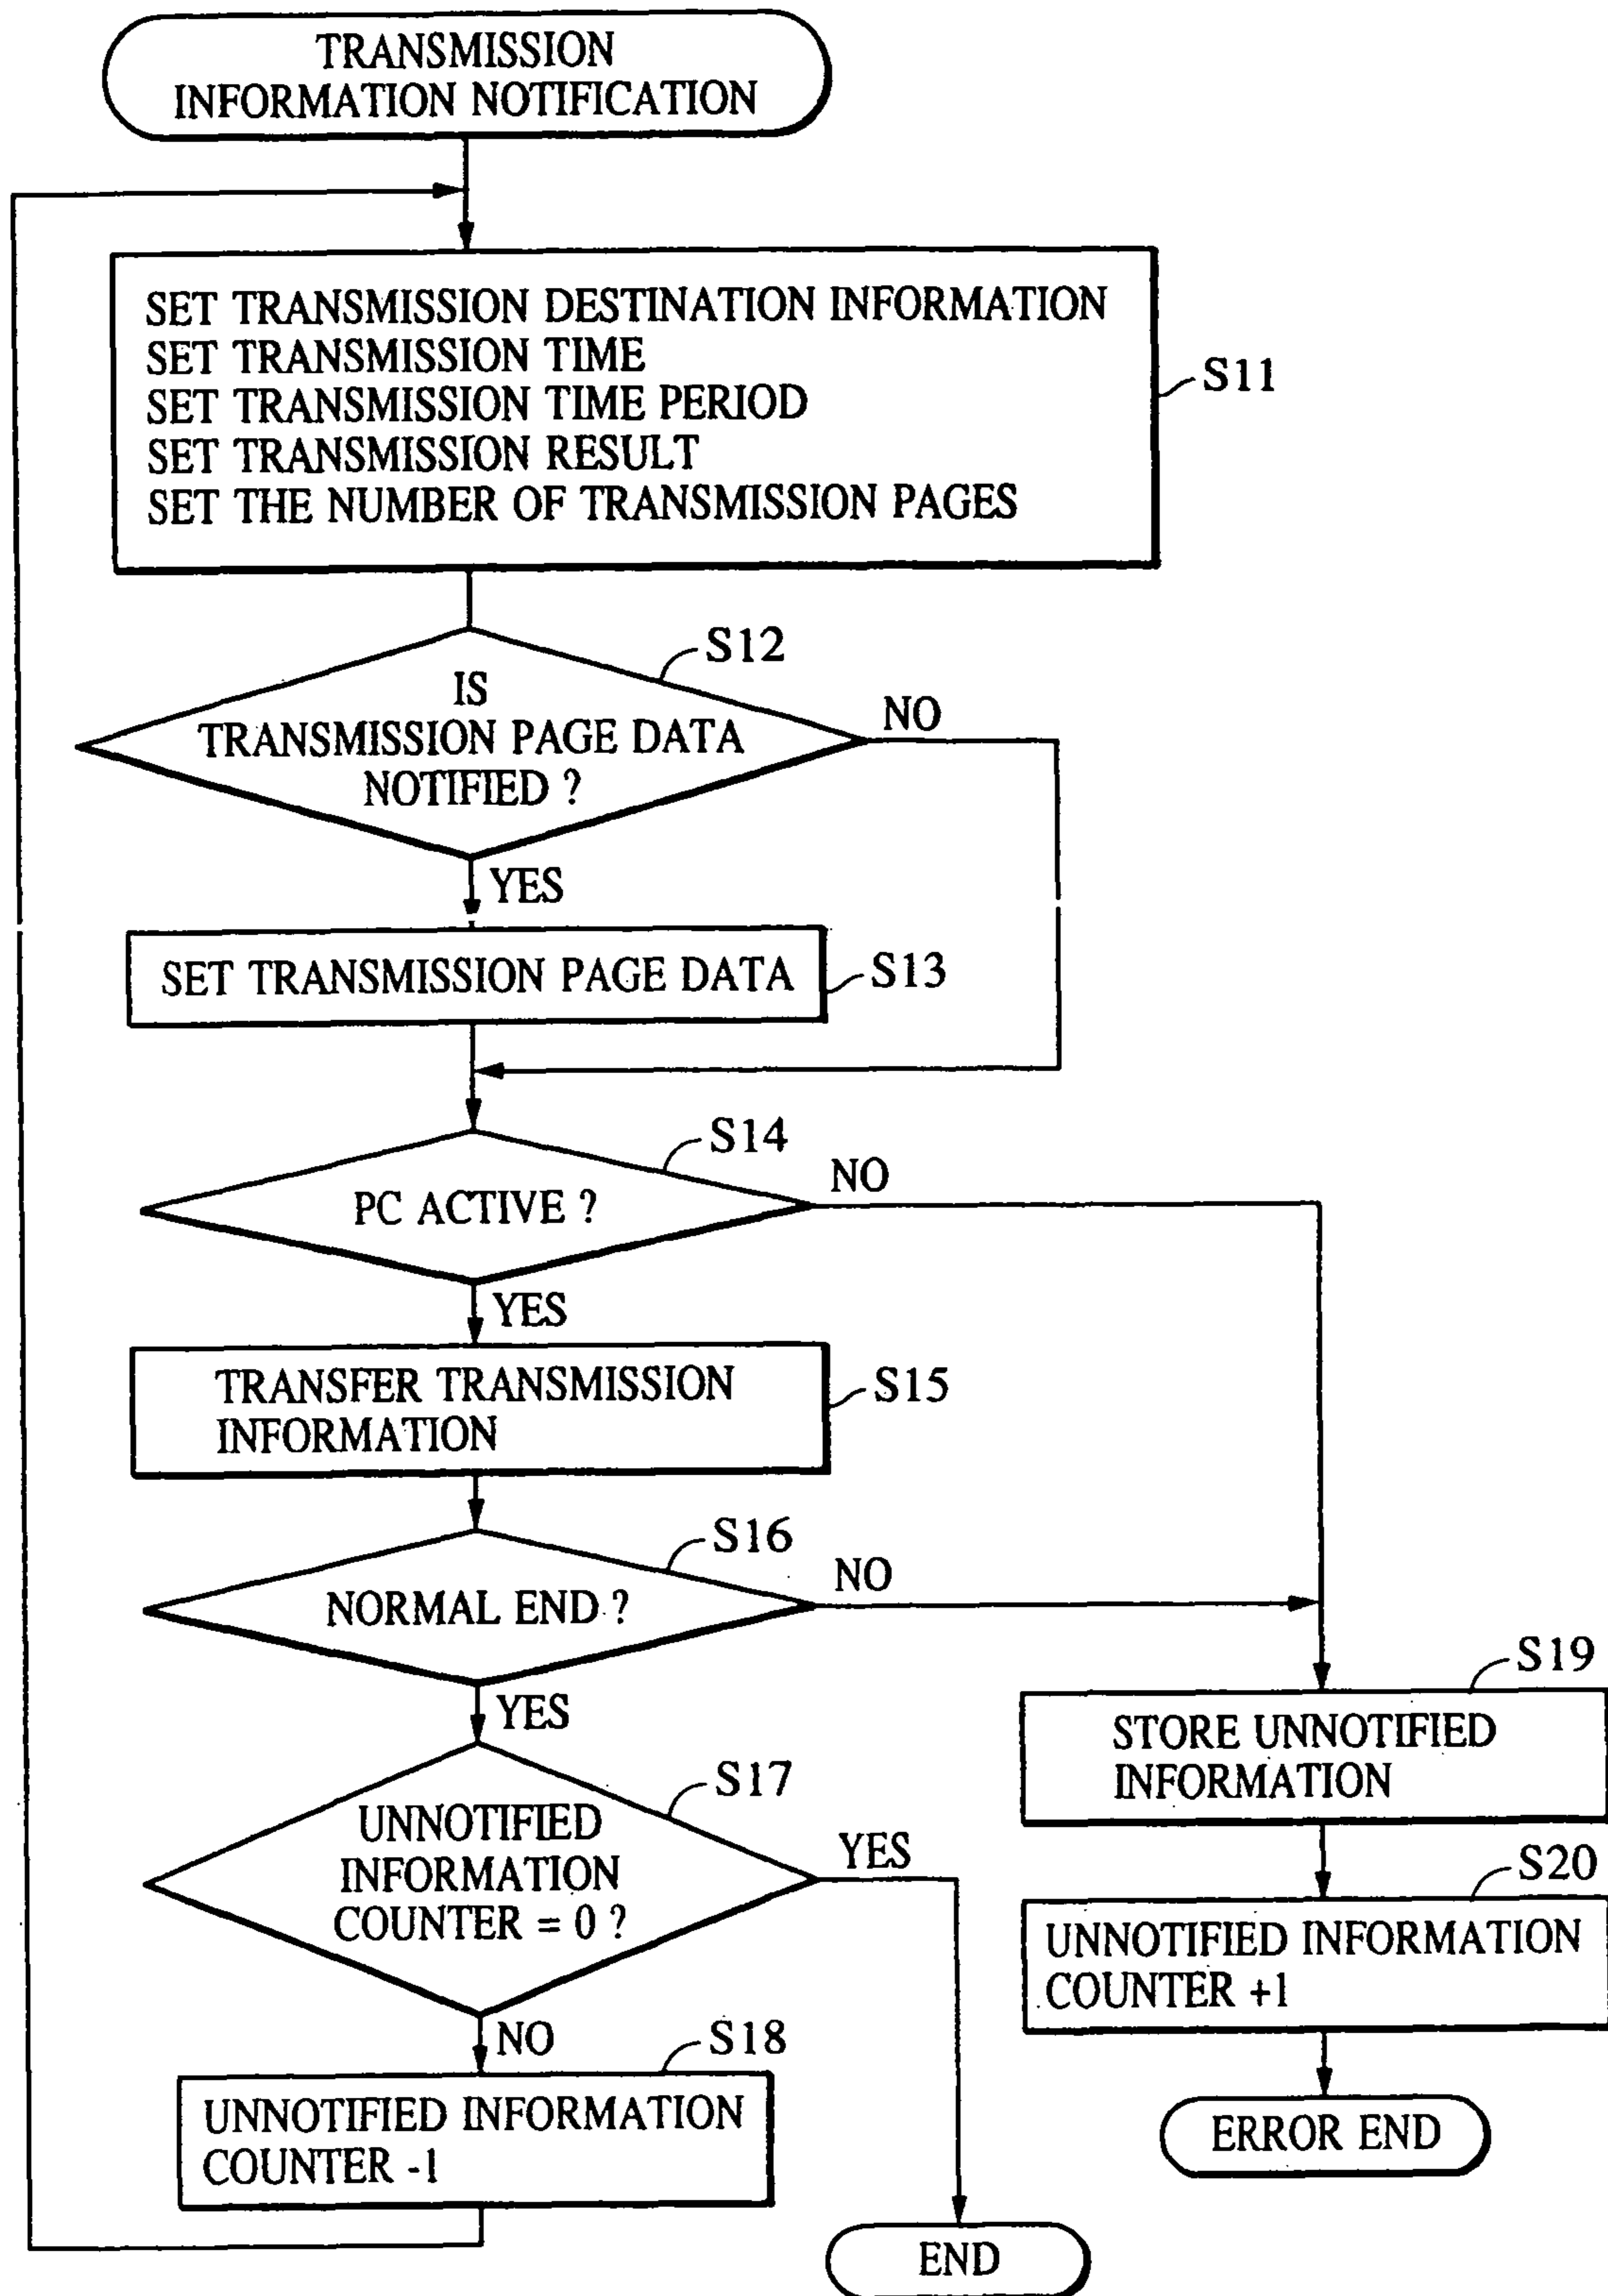 TRANSMISSION
INFORMATION NOTIFICATION
SET TRANSMISSION DESTINATION INFORMATION
SET TRANSMISSION TIME
SET TRANSMISSION TIME PERIOD
SET TRANSMISSION RESULT
SET THE NUMBER OF TRANSMISSION PAGES
S11
S12
IS
TRANSMISSION PAGE DATA
NOTIFIED ?
NO
YES
SET TRANSMISSION PAGE DATA
S13
S14
PC ACTIVE ?
NO
YES
TRANSFER TRANSMISSION
INFORMATION
S15
S16
NORMAL END ?
NO
YES
S17
UNNOTIFIED
INFORMATION
COUNTER = 0 ?
YES
NO
S18
UNNOTIFIED INFORMATION
COUNTER -1
END
S19
STORE UNNOTIFIED
INFORMATION
S20
UNNOTIFIED INFORMATION
COUNTER +1
ERROR END